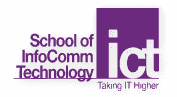 School of
InfoComm
Technology
ict
Taking IT Higher